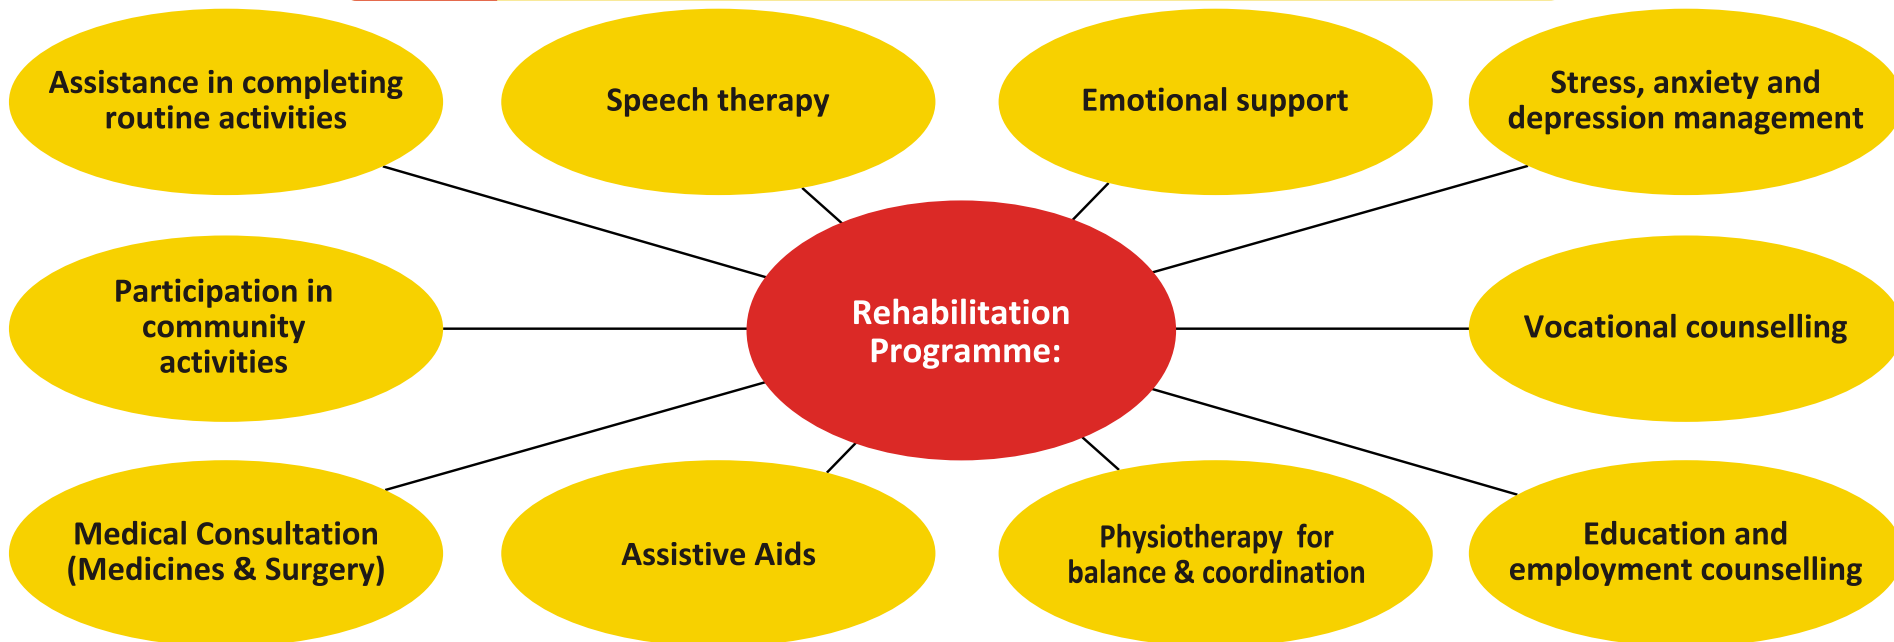 Assistance in completing
routine activities
Speech therapy
Emotional support
Stress, anxiety and
depression management
Participation in
community
activities
Rehabilitation
Programme:
Vocational counselling
Medical Consultation
(Medicines & Surgery)
Assistive Aids
Physiotherapy for
balance & coordination
Education and
employment counselling